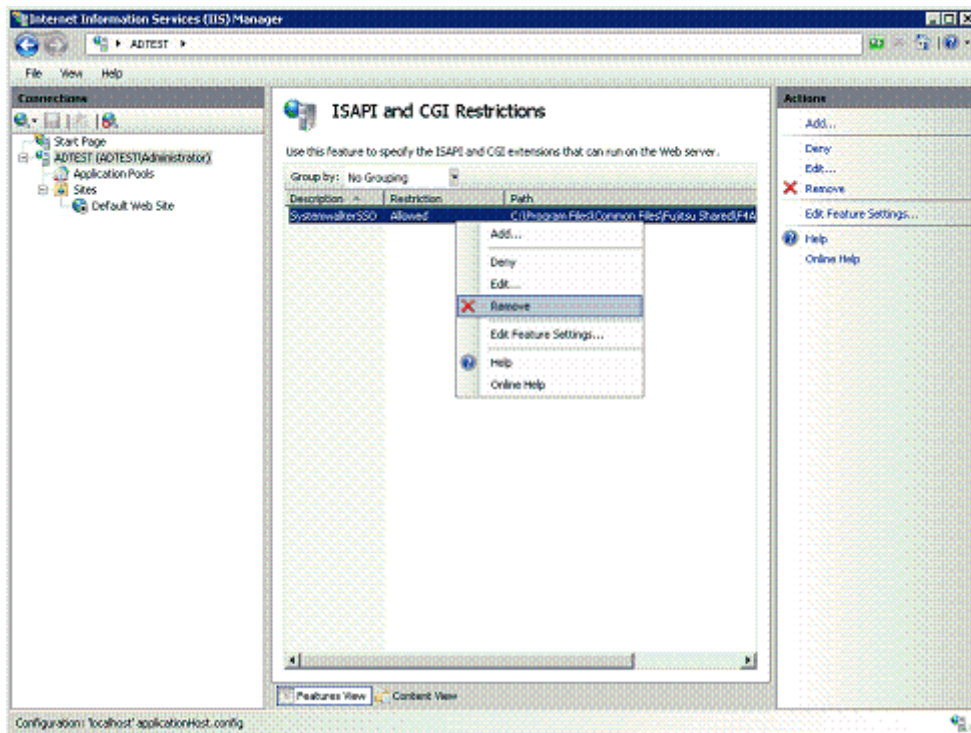 Internet Information Services (IIS) Manager
ADTEST
File View Help
Connections
Start Page
ADTEST (ADTEST\Administrator)
Application Pools
Sites
Default Web Site
ISAPI and CGI Restrictions
Use this feature to specify the ISAPI and CGI extensions that can run on the Web server.
Group by: No Grouping
Description Restriction Path
SystemwalkerSSO Allowed C:\Program Files\Common Files\Fujitsu Shared\F4A
Add...
Deny
Edit...
Remove
Edit Feature Settings...
Help
Online Help
Features View Content View
Actions
Add...
Deny
Edit...
Remove
Edit Feature Settings...
Help
Online Help
Configuration: 'localhost' applicationHost.config